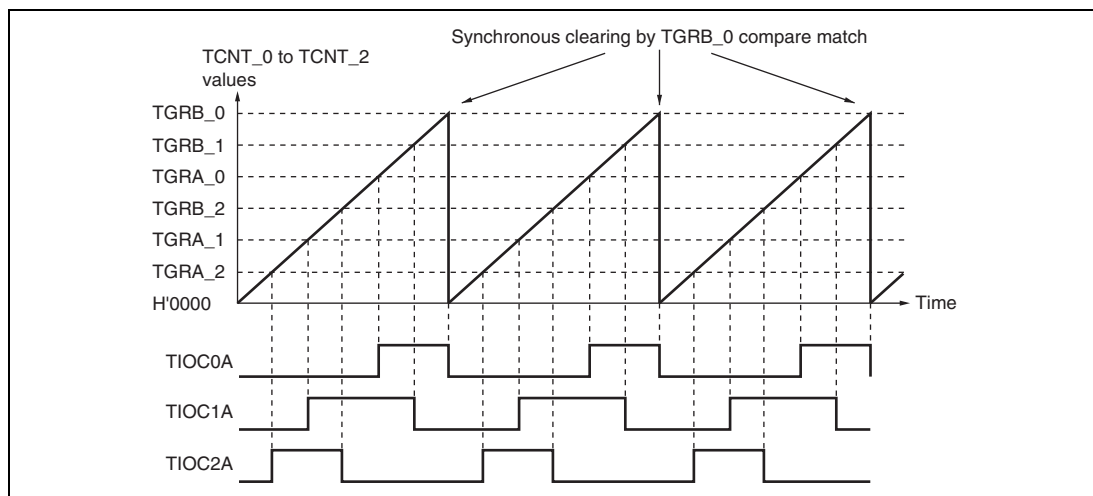 Synchronous clearing by TGRB_0 compare match
TCNT_0 to TCNT_2
values
TGRB_0
TGRB_1
TGRA_0
TGRB_2
TGRA_1
TGRA_2
H'0000
Time
TIOC0A
TIOC1A
TIOC2A